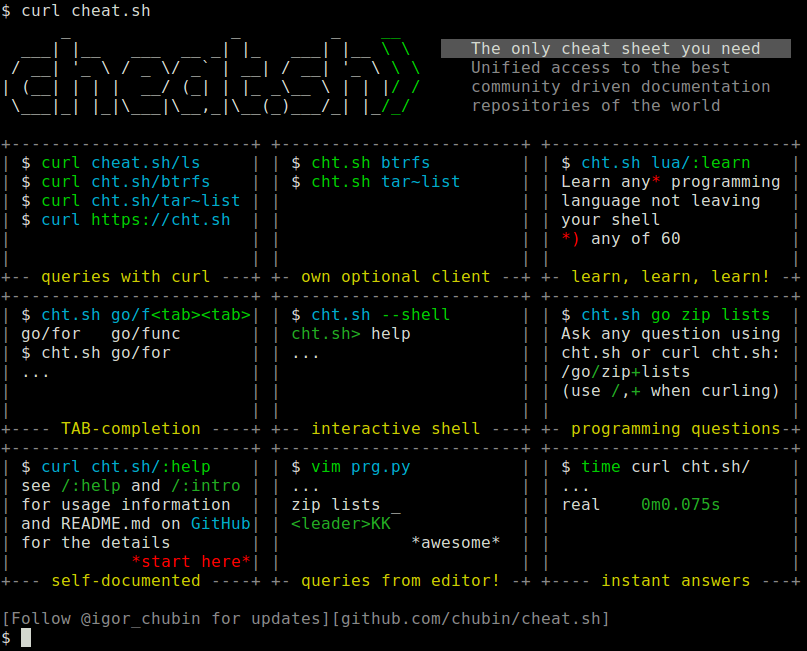 $ curl cheat.sh
cheat.sh
The only cheat sheet you need
Unified access to the best
community driven documentation
repositories of the world
$ curl cheat.sh/ls
$ curl cht.sh/btrfs
$ curl cht.sh/tar~list
$ curl https://cht.sh
queries with curl
$ cht.sh btrfs
$ cht.sh tar~list
own optional client
$ cht.sh lua/:learn
Learn any* programming
language not leaving
your shell
*) any of 60
learn, learn, learn!
$ cht.sh go/f<tab><tab>
go/for   go/func
$ cht.sh go/for
...
TAB-completion
$ cht.sh --shell
cht.sh> help
...
interactive shell
$ cht.sh go zip lists
Ask any question using
cht.sh or curl cht.sh:
/go/zip+lists
(use /,+ when curling)
programming questions
$ curl cht.sh/:help
see /:help and /:intro
for usage information
and README.md on GitHub
for the details
*start here*
self-documented
$ vim prg.py
...
zip lists _
<leader>KK
*awesome*
queries from editor!
$ time curl cht.sh/
...
real    0m0.075s
instant answers
[Follow @igor_chubin for updates][github.com/chubin/cheat.sh]
$